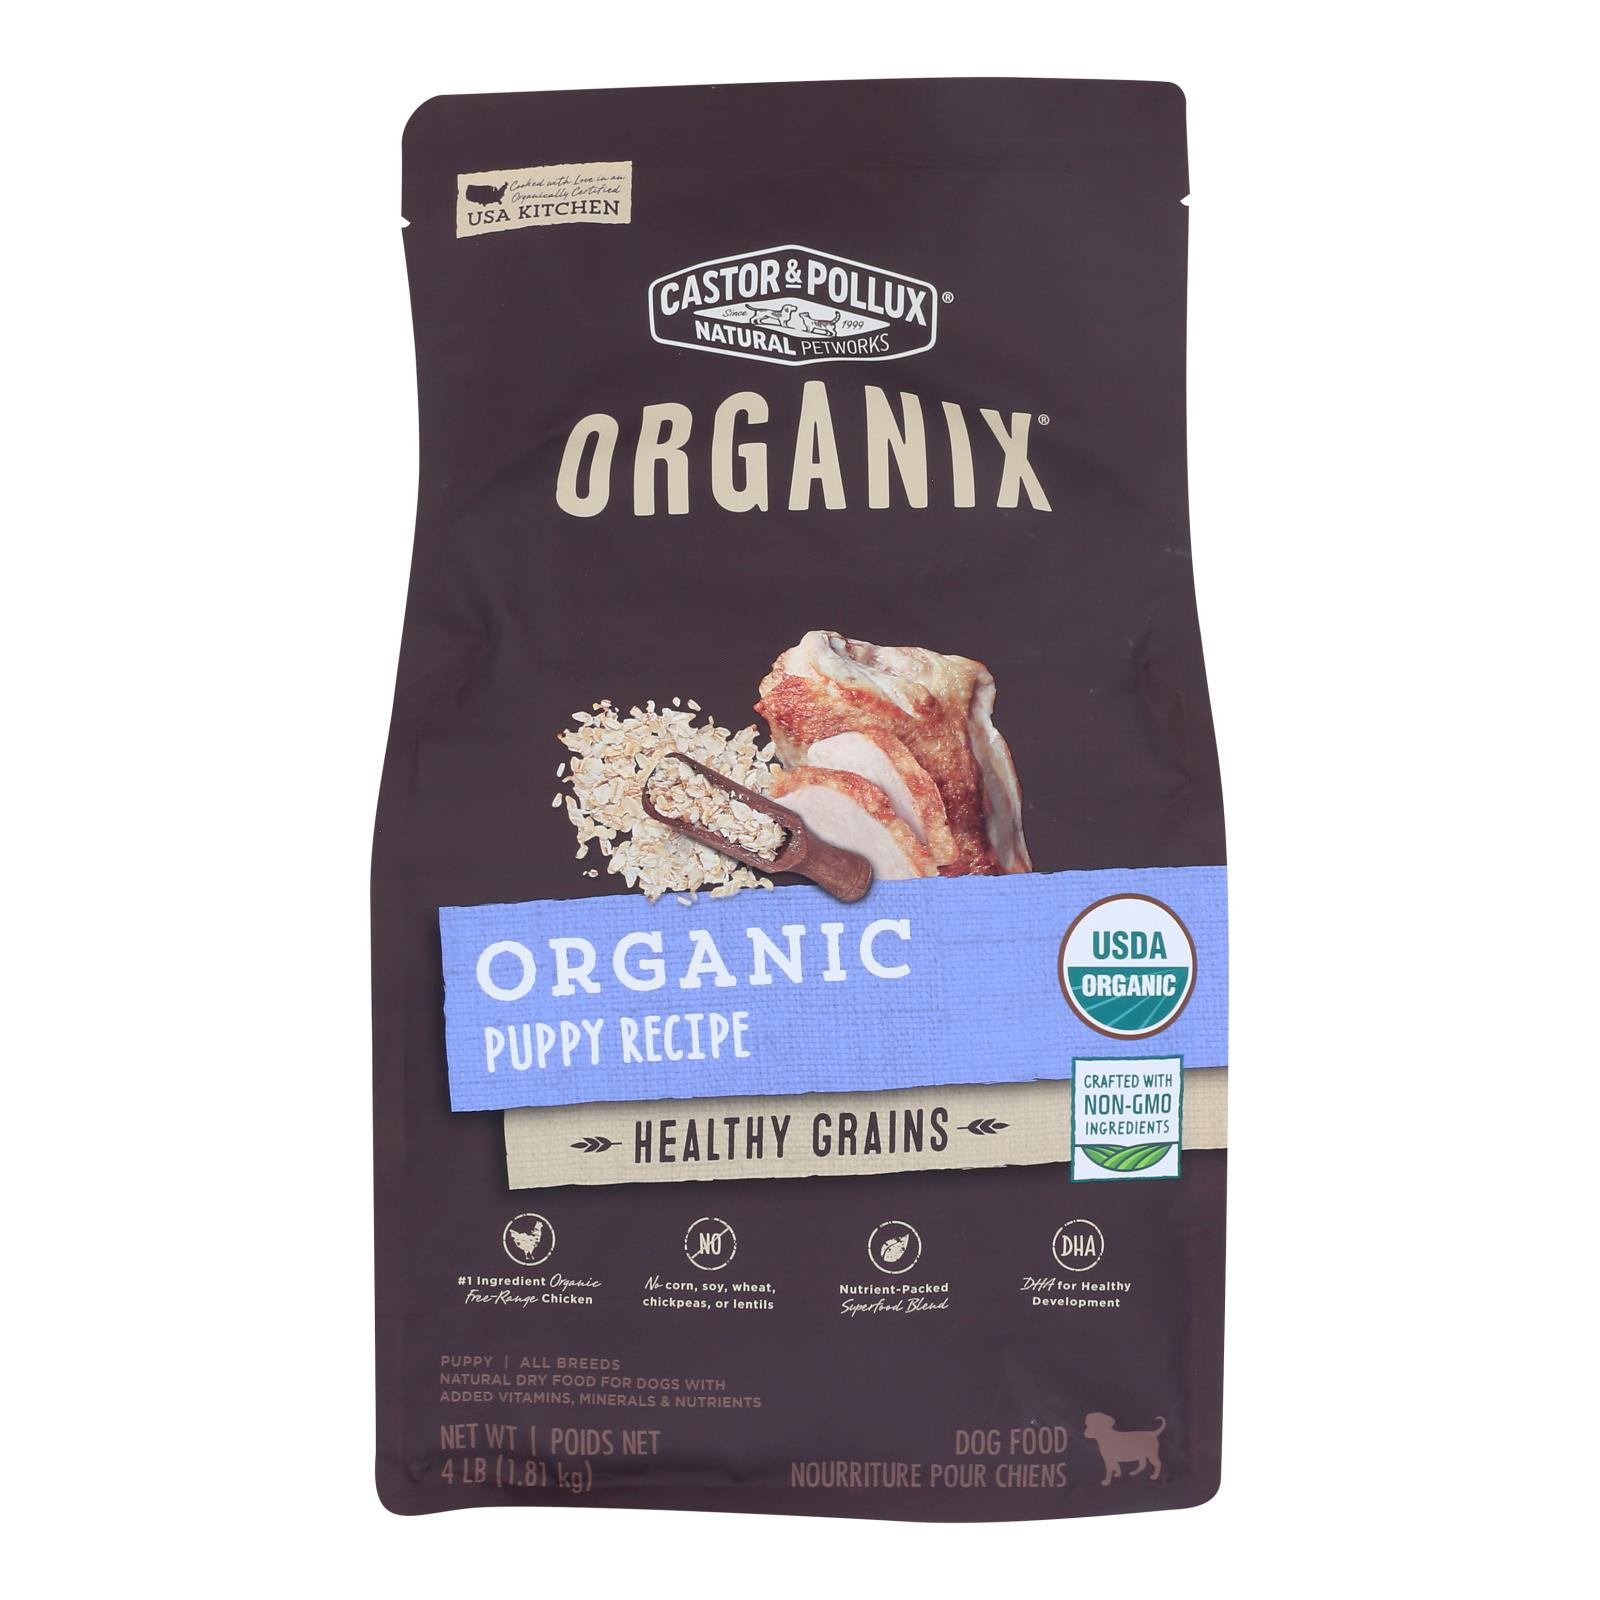 Cooked with Love in an
Organically Certified
USA KITCHEN
CASTOR & POLLUX®
Since 1999
NATURAL PETWORKS
ORGANIX®
ORGANIC
PUPPY RECIPE
USDA
ORGANIC
HEALTHY GRAINS
CRAFTED WITH
NON-GMO
INGREDIENTS
#1 Ingredient Organic
Free-Range Chicken
NO
No corn, soy, wheat,
chickpeas, or lentils
Nutrient-Packed
Superfood Blend
DHA
DHA for Healthy
Development
PUPPY | ALL BREEDS
NATURAL DRY FOOD FOR DOGS WITH
ADDED VITAMINS, MINERALS & NUTRIENTS
NET WT | POIDS NET
4 LB (1.81 kg)
DOG FOOD
NOURRITURE POUR CHIENS